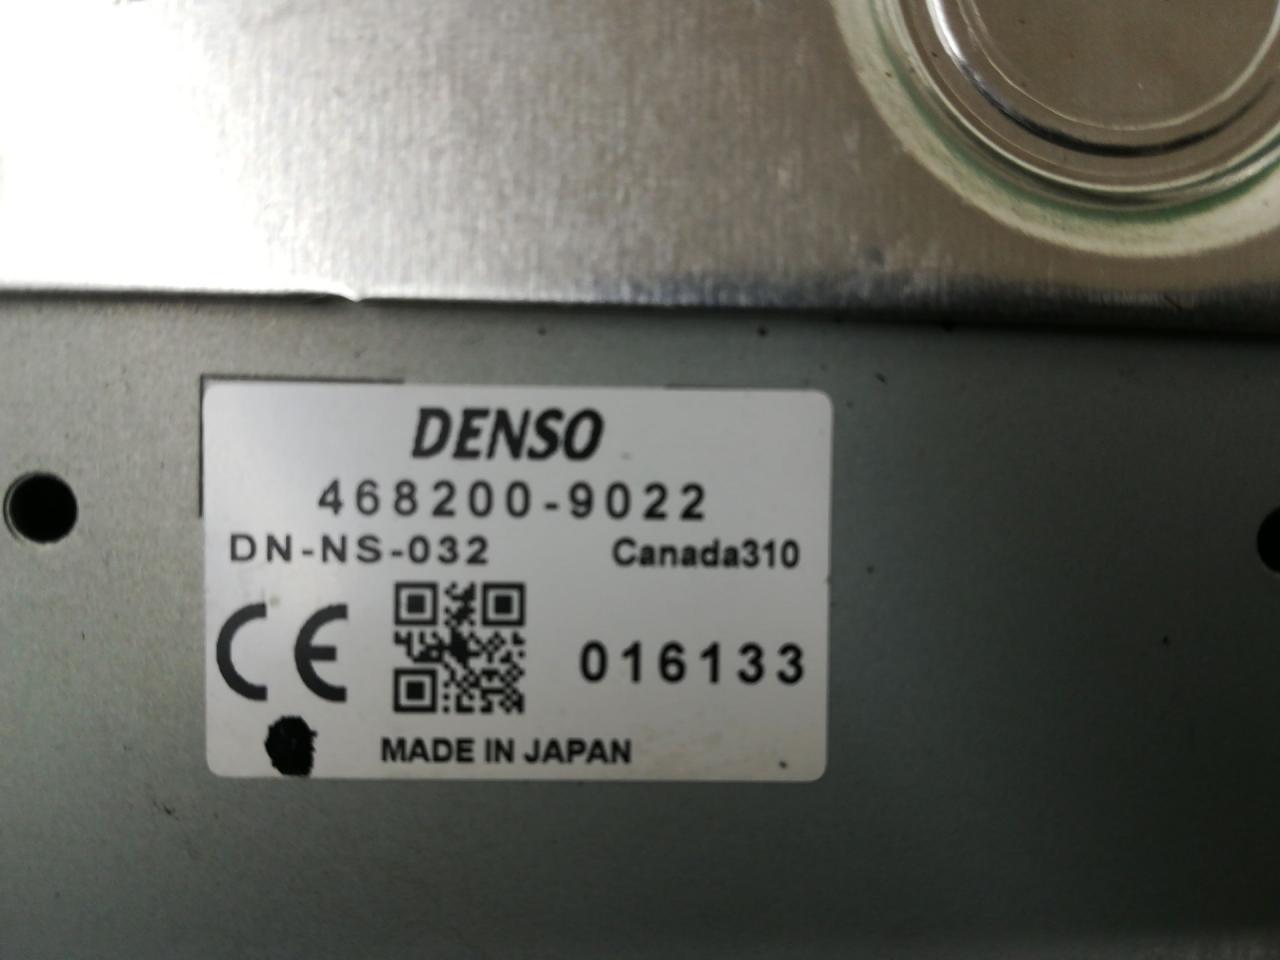 DENSO
468200-9022
DN-NS-032 Canada310
CE 016133
MADE IN JAPAN